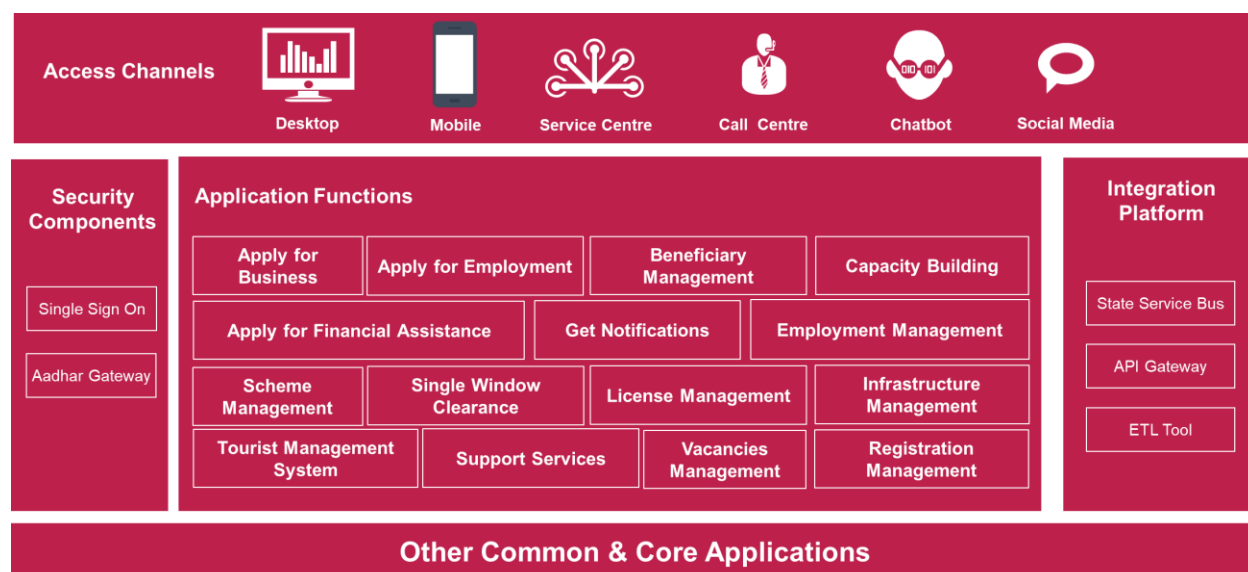 Access Channels
Desktop
Mobile
Service Centre
Call Centre
Chatbot
Social Media
Security
Components
Single Sign On
Aadhar Gateway
Application Functions
Apply for
Business
Apply for Employment
Beneficiary
Management
Capacity Building
Apply for Financial Assistance
Get Notifications
Employment Management
Scheme
Management
Single Window
Clearance
License Management
Infrastructure
Management
Tourist Management
System
Support Services
Vacancies
Management
Registration
Management
Integration
Platform
State Service Bus
API Gateway
ETL Tool
Other Common & Core Applications
010 101